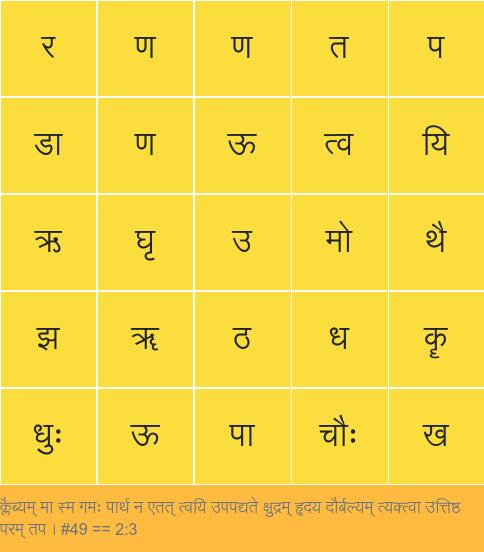 र ण ण त प
डा ण ऊ त्व यि
ऋ घृ उ मो थै
झ ॠ ठ ध कॄ
धुः ऊ पा चौः ख
क्लैब्यम् मा स्म गमः पार्थ न एतत् त्वयि उपपद्यते क्षुद्रम् हृदय दौर्बल्यम् त्यक्त्वा उत्तिष्ठ
परम् तप । #49 == 2:3